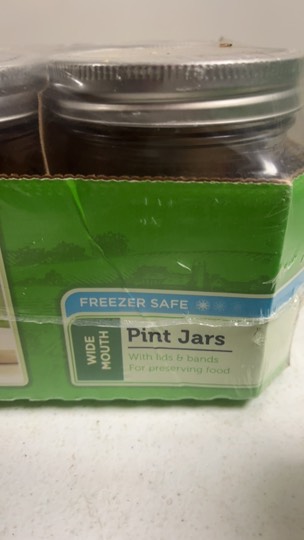 FREEZER SAFE
WIDE
MOUTH
Pint Jars
With lids & bands
For preserving food